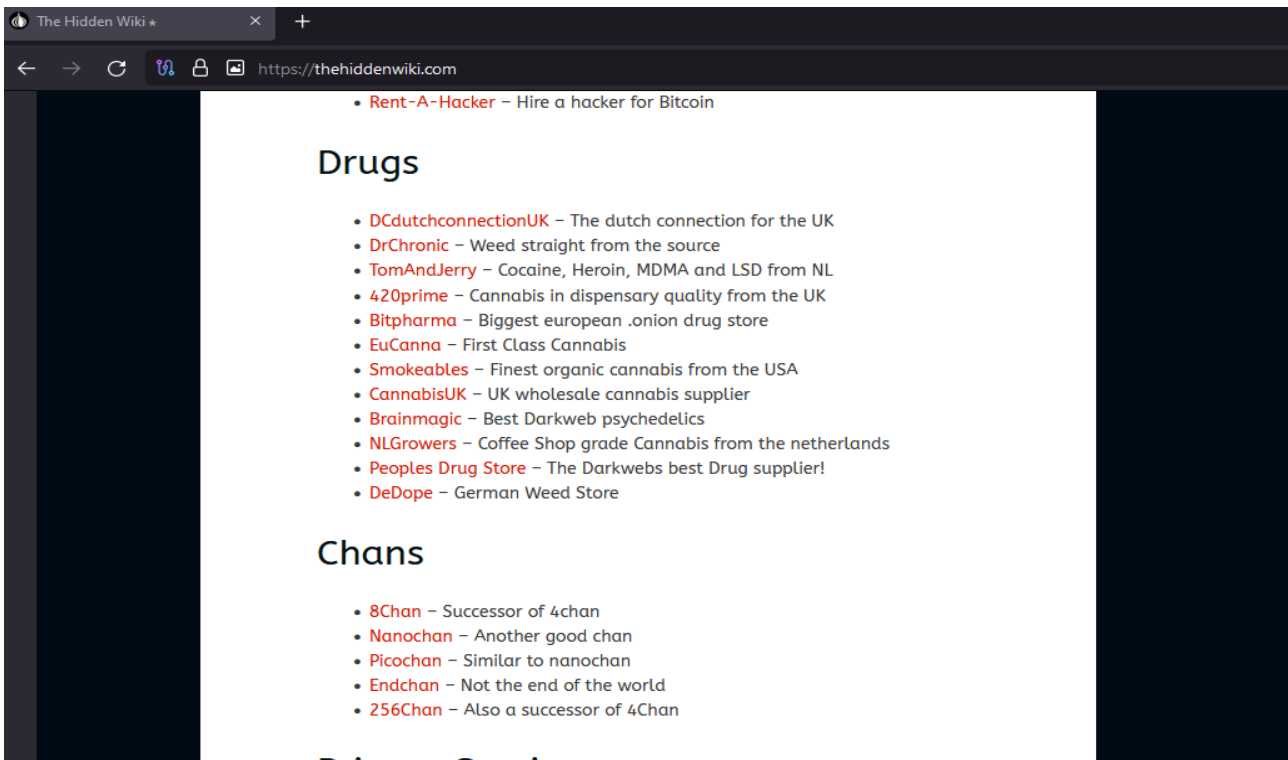 The Hidden Wiki ⭑
https://thehiddenwiki.com
• Rent-A-Hacker – Hire a hacker for Bitcoin
Drugs
• DCdutchconnectionUK – The dutch connection for the UK
• DrChronic – Weed straight from the source
• TomAndJerry – Cocaine, Heroin, MDMA and LSD from NL
• 420prime – Cannabis in dispensary quality from the UK
• Bitpharma – Biggest european .onion drug store
• EuCanna – First Class Cannabis
• Smokeables – Finest organic cannabis from the USA
• CannabisUK – UK wholesale cannabis supplier
• Brainmagic – Best Darkweb psychedelics
• NLGrowers – Coffee Shop grade Cannabis from the netherlands
• Peoples Drug Store – The Darkwebs best Drug supplier!
• DeDope – German Weed Store
Chans
• 8Chan – Successor of 4chan
• Nanochan – Another good chan
• Picochan – Similar to nanochan
• Endchan – Not the end of the world
• 256Chan – Also a successor of 4Chan